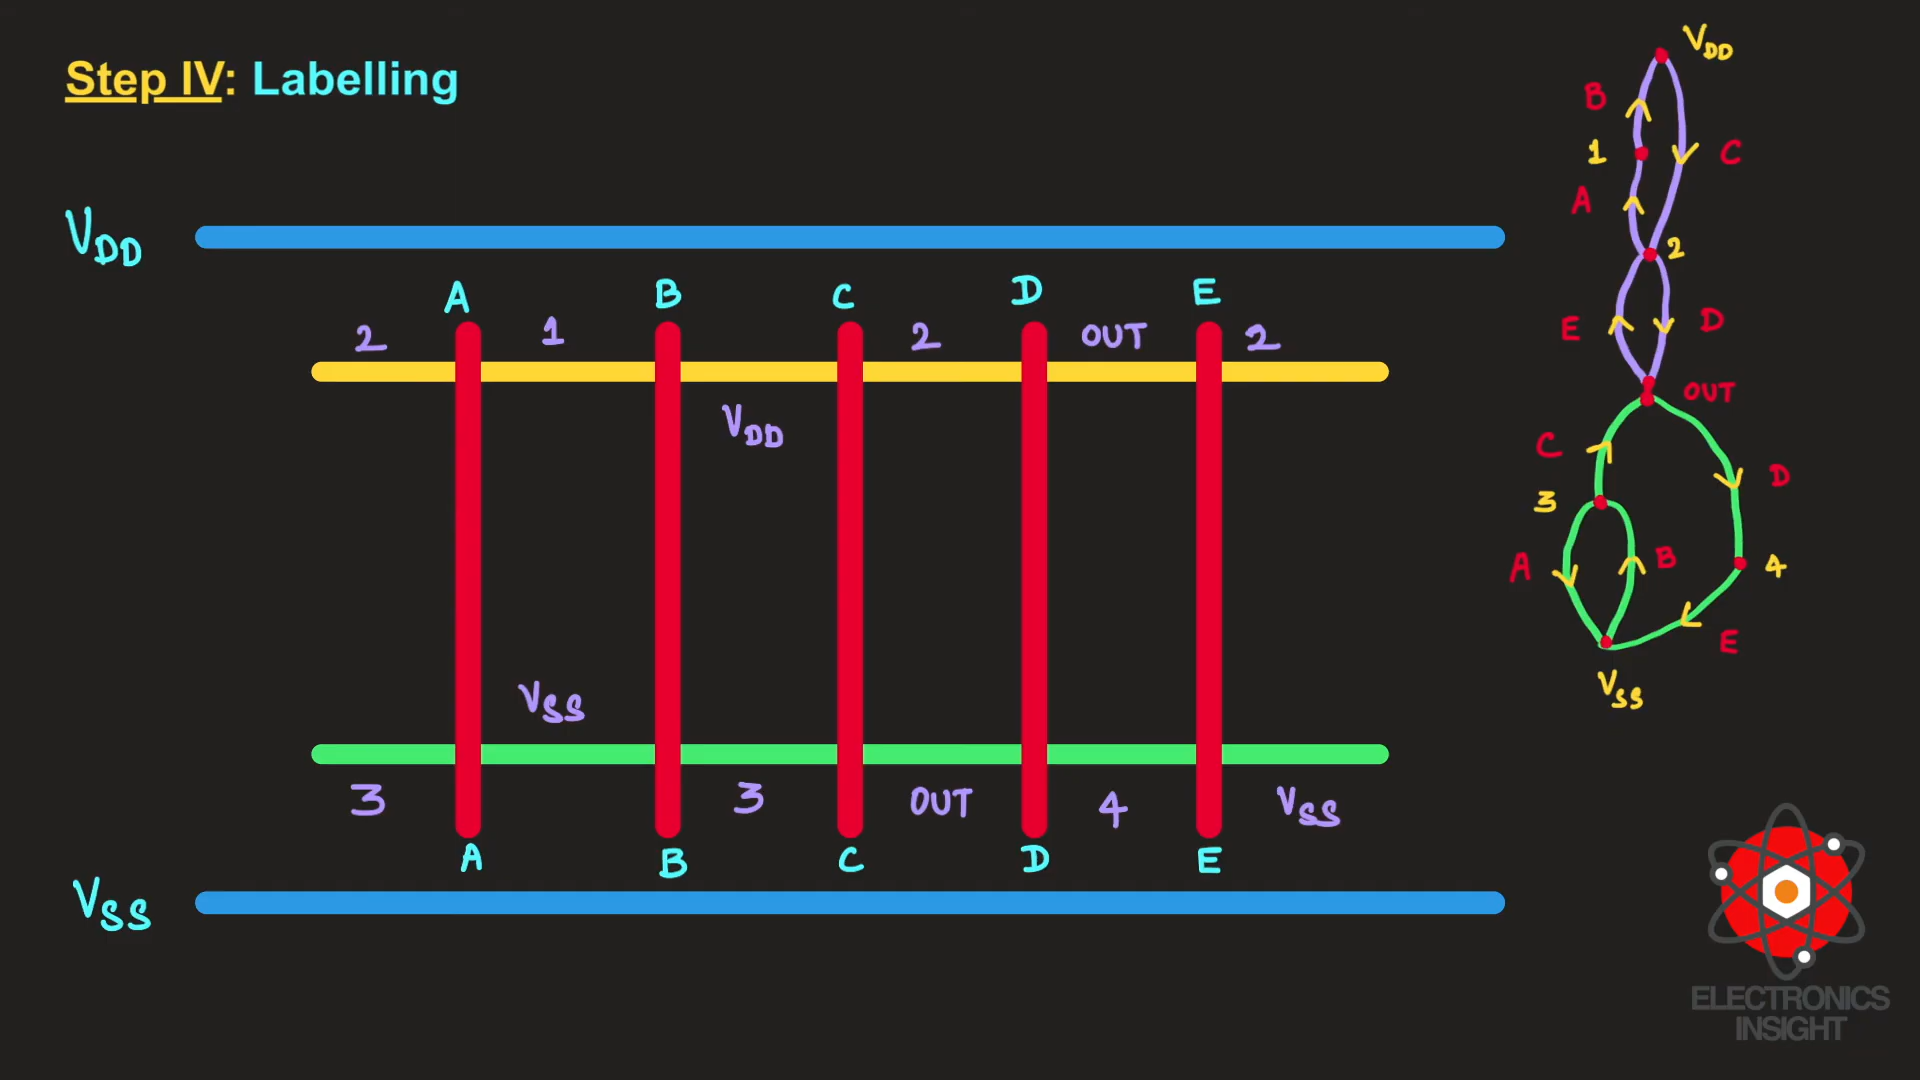 Step IV: Labelling
VDD
A B C D E
2 1 2 OUT 2
VDD
VSS
3 3 OUT 4 VSS
A B C D E
VSS
VDD
B
1 C
A
2
E D
OUT
C
D
3
A B 4
E
VSS
ELECTRONICS
INSIGHT